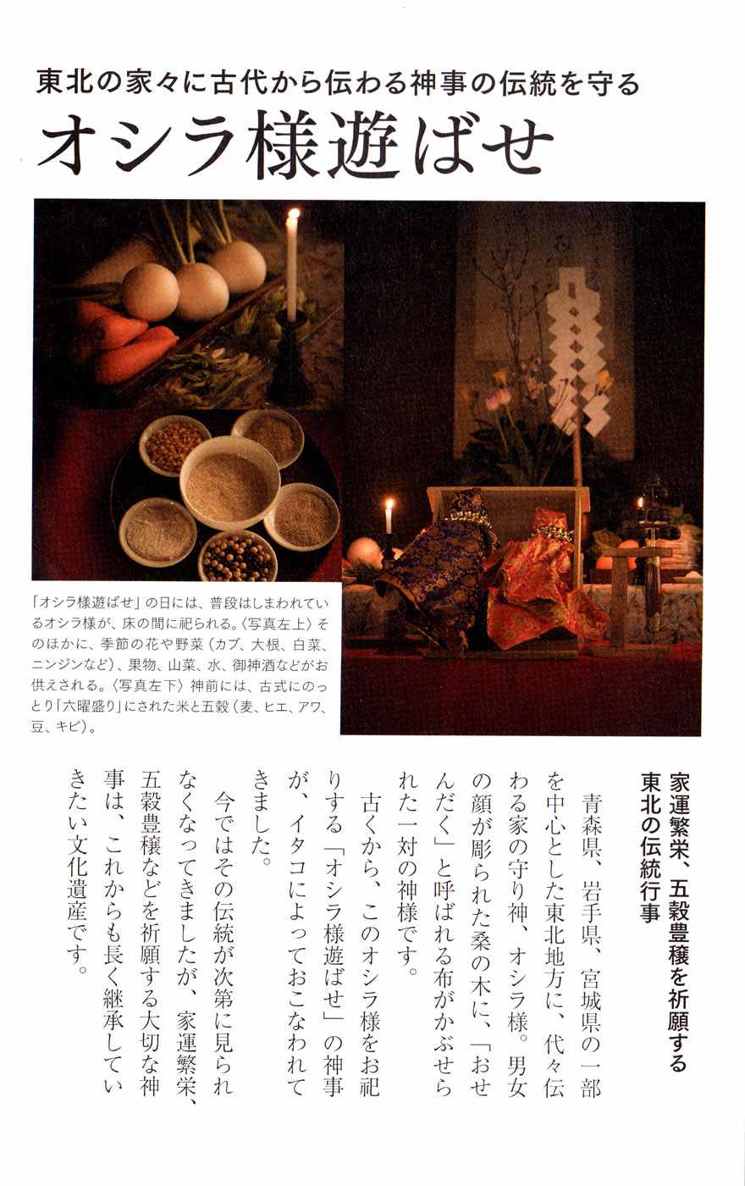 東北の家々に古代から伝わる神事の伝統を守る
オシラ様遊ばせ
「オシラ様遊ばせ」の日には、普段はしまわれてい
るオシラ様が、床の間に祀られる。〈写真左上〉そ
のほかに、季節の花や野菜（カブ、大根、白菜、
ニンジンなど）、果物、山菜、水、御神酒などがお
供えされる。〈写真左下〉神前には、古式にのっ
とり「六曜盛り」にされた米と五穀（麦、ヒエ、アワ、
豆、キビ）。
家運繁栄、五穀豊穣を祈願する
東北の伝統行事
青森県、岩手県、宮城県の一部
を中心とした東北地方に、代々伝
わる家の守り神、オシラ様。男女
の顔が彫られた桑の木に、「おせ
んだく」と呼ばれる布がかぶせら
れた一対の神様です。
古くから、このオシラ様をお祀
りする「オシラ様遊ばせ」の神事
が、イタコによっておこなわれて
きました。
今ではその伝統が次第に見られ
なくなってきましたが、家運繁栄、
五穀豊穣などを祈願する大切な神
事は、これからも長く継承してい
きたい文化遺産です。